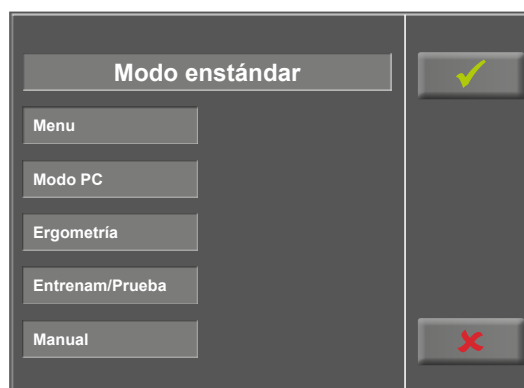 Modo enstándar
Menu
Modo PC
Ergometría
Entrenam/Prueba
Manual